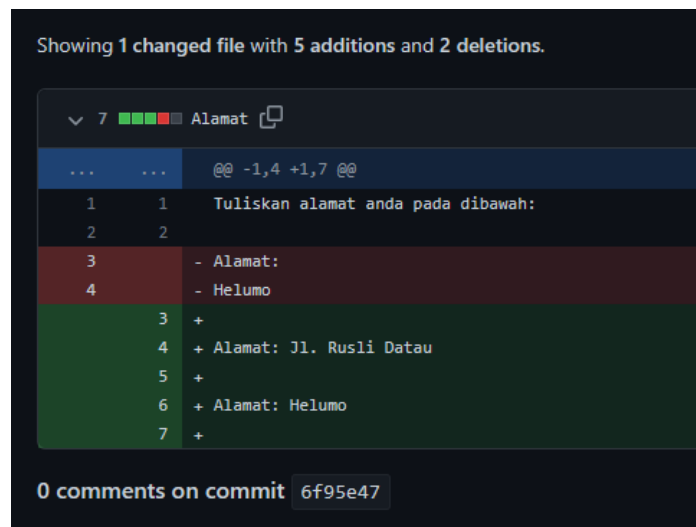 Showing 1 changed file with 5 additions and 2 deletions.
7 Alamat
... ... @@ -1,4 +1,7 @@
1 1 Tuliskan alamat anda pada dibawah:
2 2
3 - Alamat:
4 - Helumo
3 +
4 + Alamat: Jl. Rusli Datau
5 +
6 + Alamat: Helumo
7 +
0 comments on commit 6f95e47